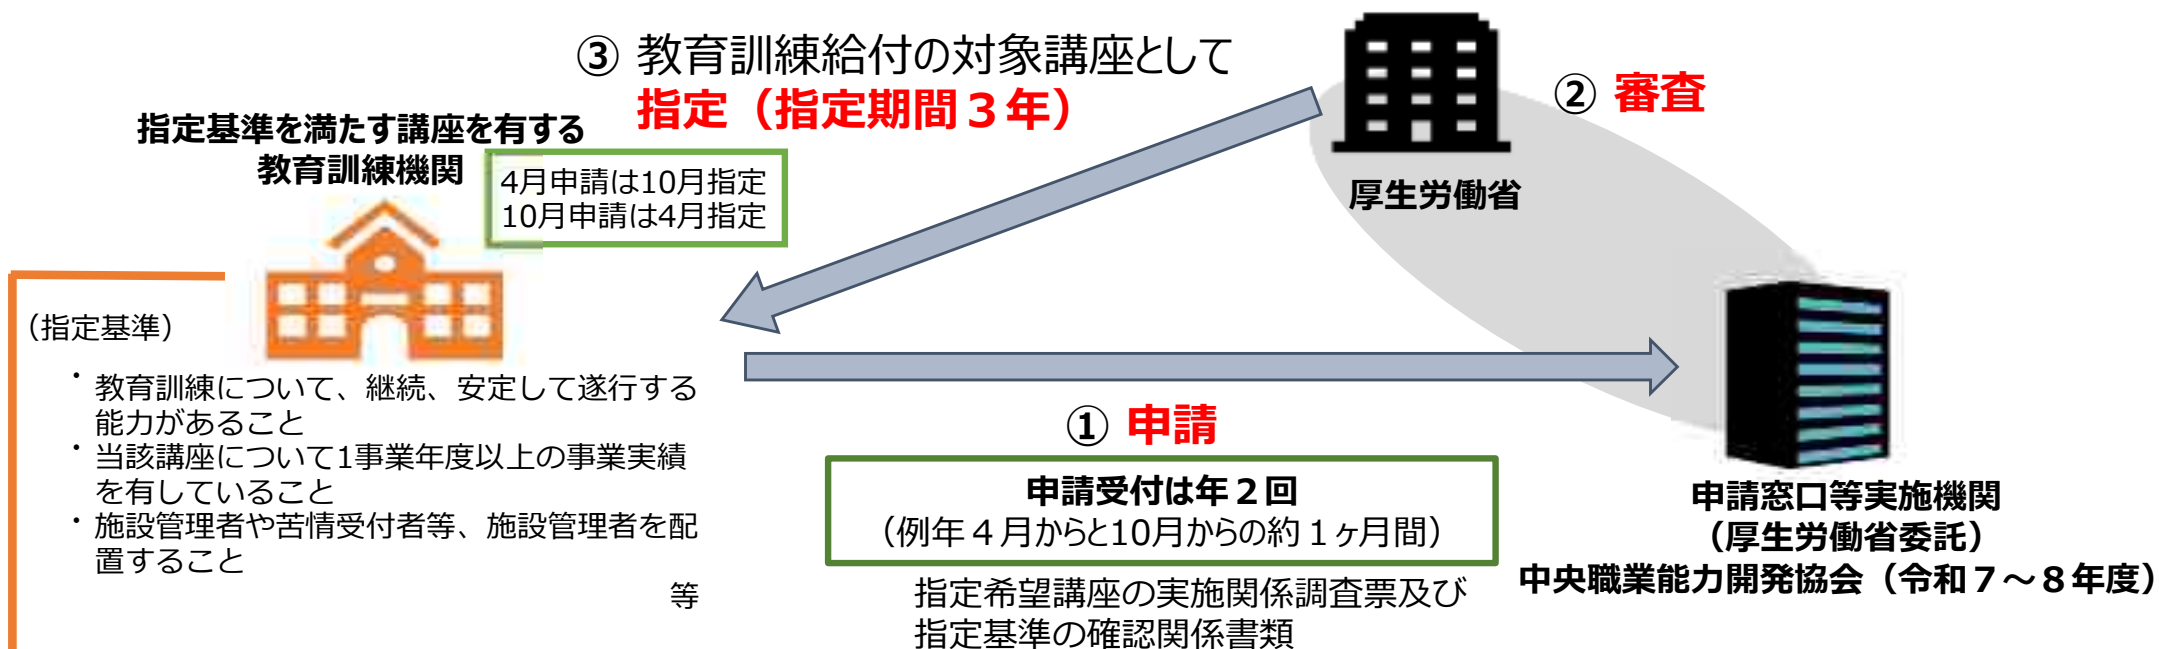 ③ 教育訓練給付の対象講座として
指定（指定期間３年）
② 審査
指定基準を満たす講座を有する
教育訓練機関
4月申請は10月指定
10月申請は4月指定
厚生労働省
（指定基準）
・教育訓練について、継続、安定して遂行する
能力があること
・当該講座について1事業年度以上の事業実績
を有していること
・施設管理者や苦情受付者等、施設管理者を配
置すること
等
① 申請
申請受付は年２回
（例年４月からと10月からの約１ヶ月間）
指定希望講座の実施関係調査票及び
指定基準の確認関係書類
申請窓口等実施機関
（厚生労働省委託）
中央職業能力開発協会（令和７～８年度）